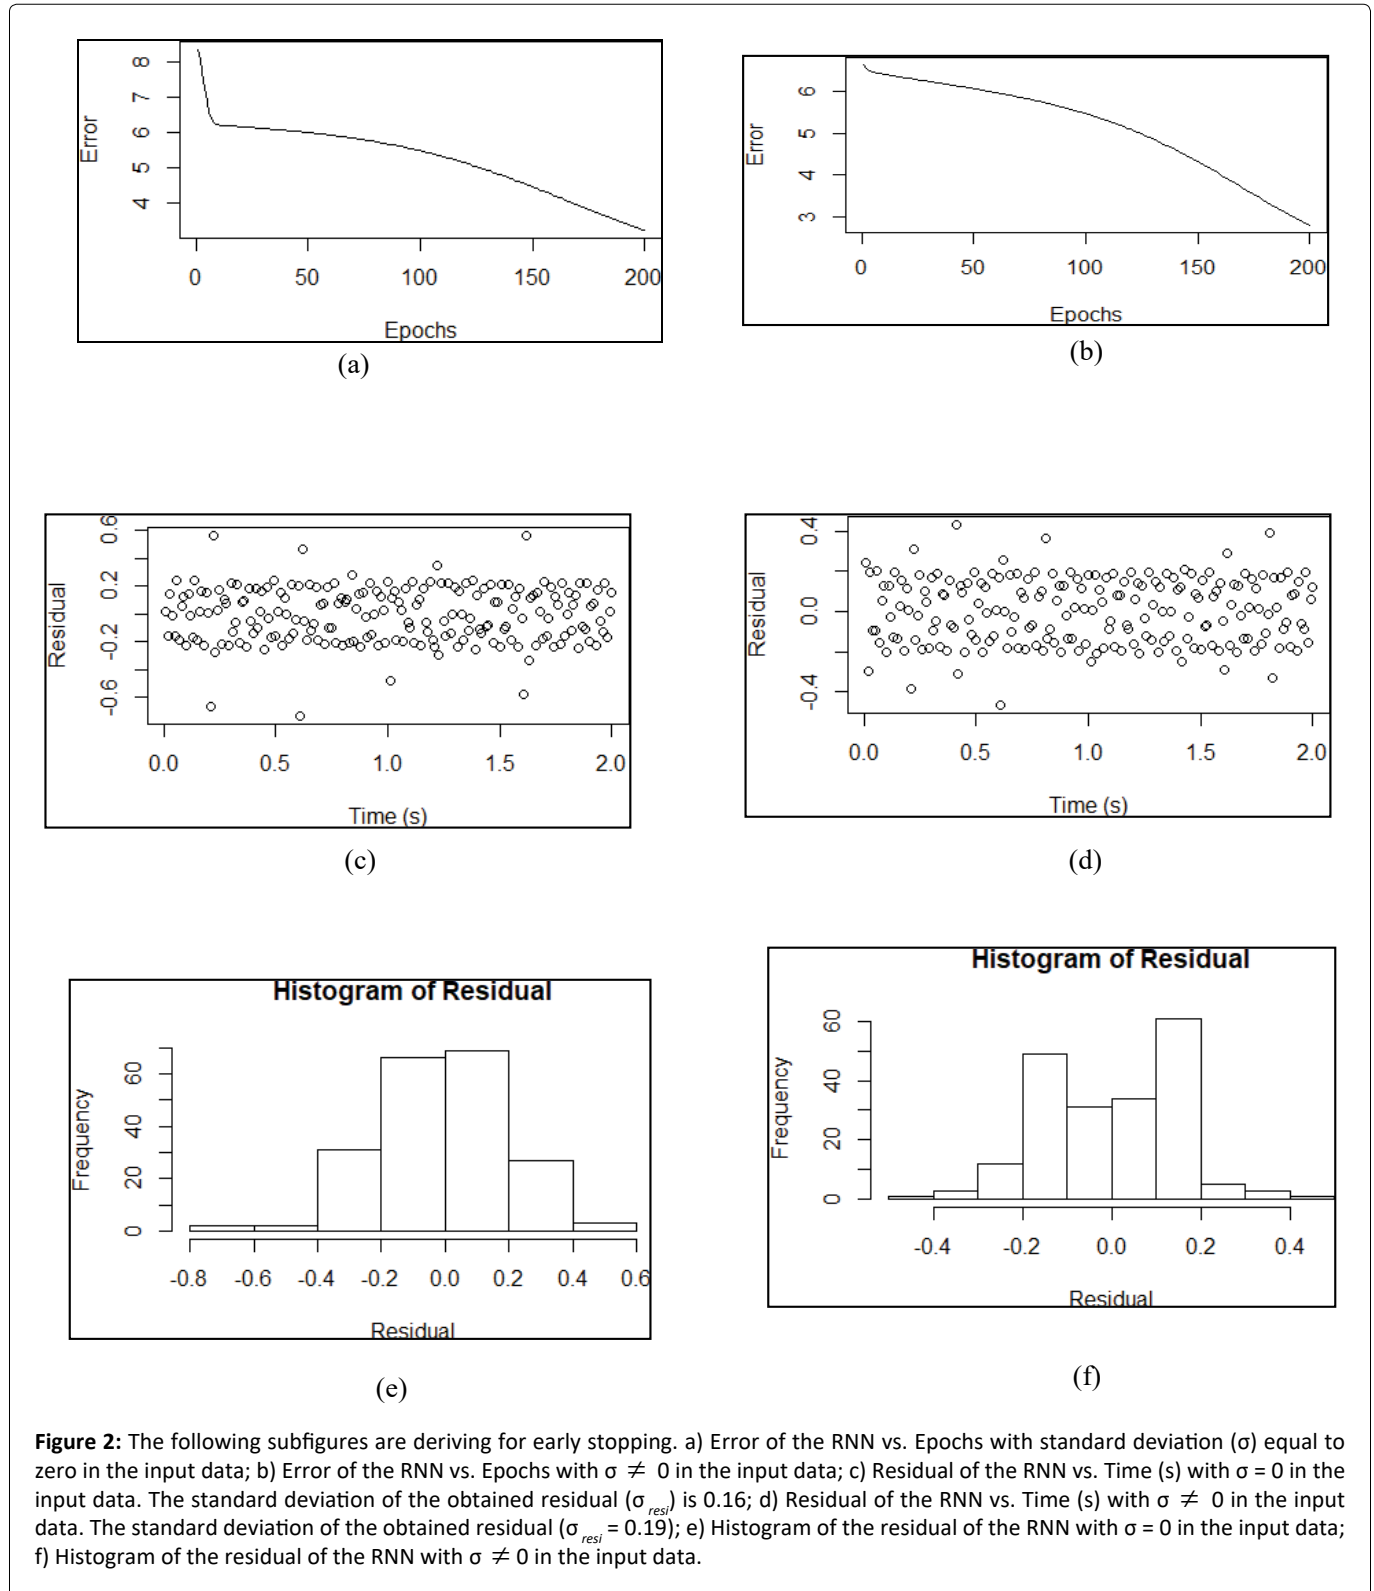 Error
8
7
6
5
4
0 50 100 150 200
Epochs
(a)
Error
6
5
4
3
0 50 100 150 200
Epochs
(b)
Residual
0.6
0.2
-0.2
-0.6
0.0 0.5 1.0 1.5 2.0
Time (s)
(c)
Residual
0.4
0.0
-0.4
0.0 0.5 1.0 1.5 2.0
Time (s)
(d)
Histogram of Residual
Frequency
60
40
20
0
-0.8 -0.6 -0.4 -0.2 0.0 0.2 0.4 0.6
Residual
(e)
Histogram of Residual
Frequency
60
40
20
0
-0.4 -0.2 0.0 0.2 0.4
Residual
(f)
Figure 2: The following subfigures are deriving for early stopping. a) Error of the RNN vs. Epochs with standard deviation (σ) equal to
zero in the input data; b) Error of the RNN vs. Epochs with σ ≠ 0 in the input data; c) Residual of the RNN vs. Time (s) with σ = 0 in the
input data. The standard deviation of the obtained residual (σresi) is 0.16; d) Residual of the RNN vs. Time (s) with σ ≠ 0 in the input
data. The standard deviation of the obtained residual (σresi = 0.19); e) Histogram of the residual of the RNN with σ = 0 in the input data;
f) Histogram of the residual of the RNN with σ ≠ 0 in the input data.